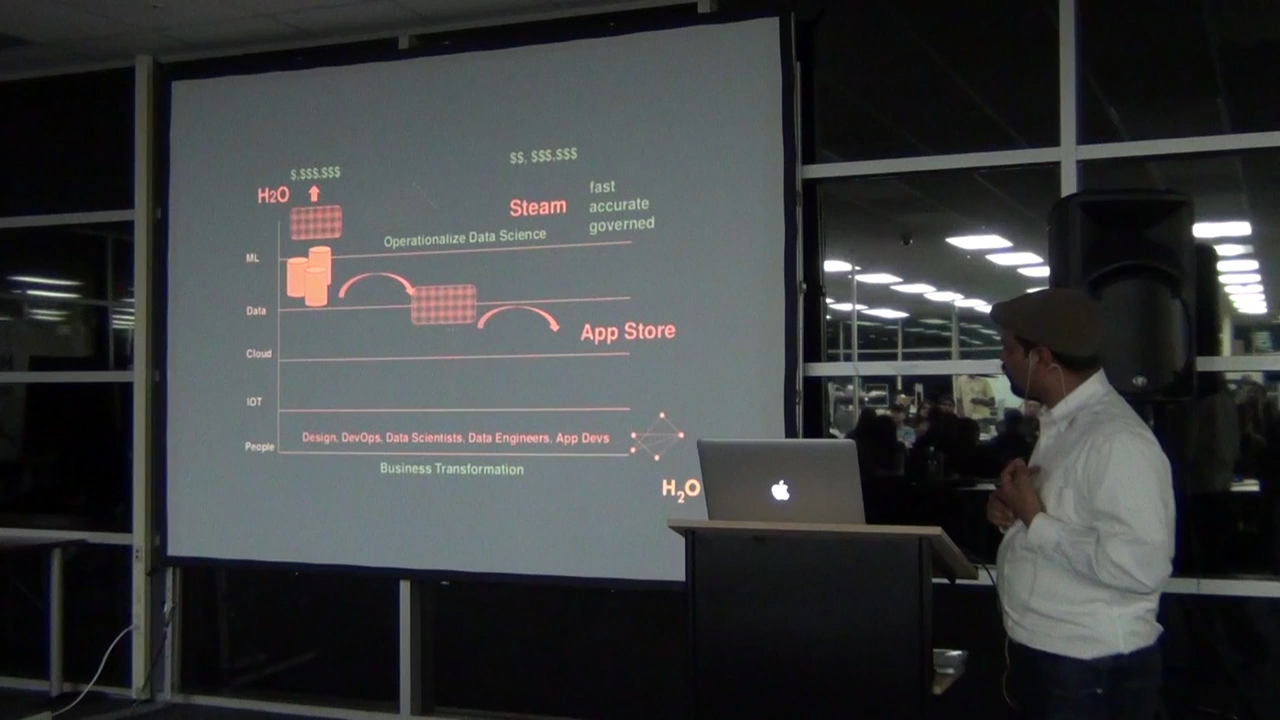 $.$$$.$$$
$$, $$$.$$$
H2O
Steam
fast
accurate
governed
Operationalize Data Science
ML
Data
App Store
Cloud
IOT
People
Design, DevOps, Data Scientists, Data Engineers, App Devs
Business Transformation
H2O